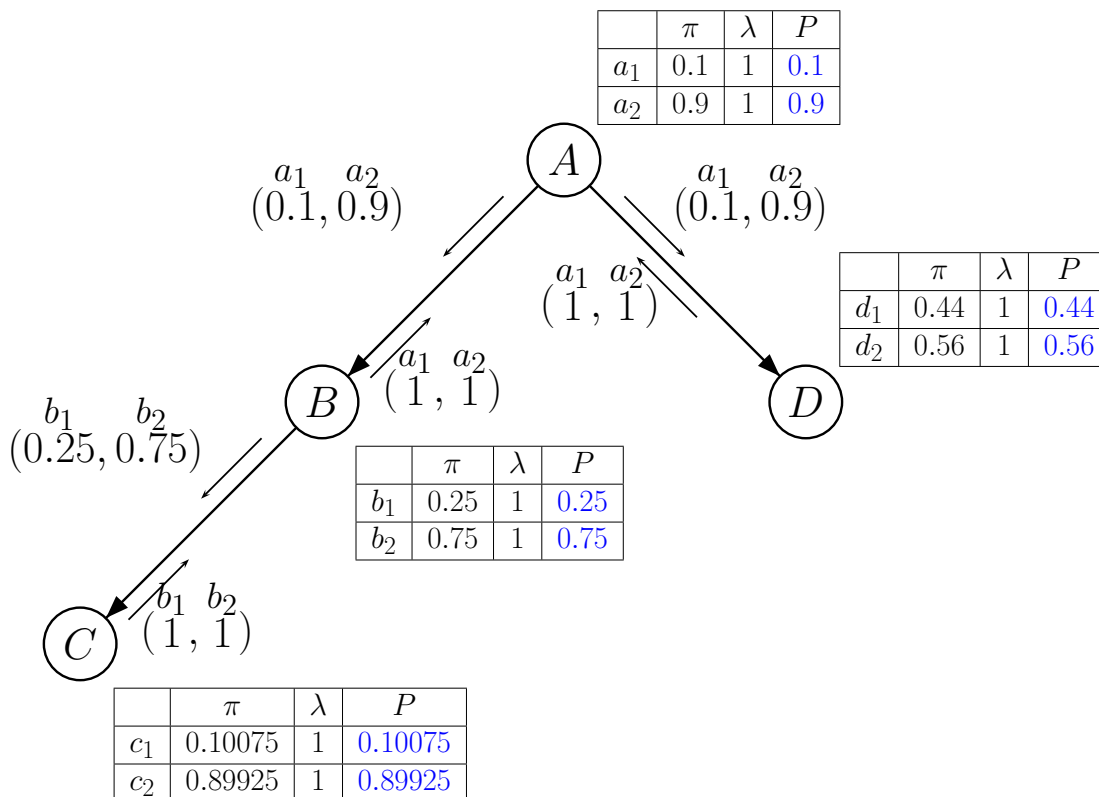 π λ P
a₁ 0.1 1 0.1
a₂ 0.9 1 0.9
A
a₁ a₂
(0.1, 0.9)
a₁ a₂
(0.1, 0.9)
a₁ a₂
(1, 1)
π λ P
d₁ 0.44 1 0.44
d₂ 0.56 1 0.56
a₁ a₂
(1, 1)
B
D
b₁ b₂
(0.25, 0.75)
π λ P
b₁ 0.25 1 0.25
b₂ 0.75 1 0.75
b₁ b₂
(1, 1)
C
π λ P
c₁ 0.10075 1 0.10075
c₂ 0.89925 1 0.89925